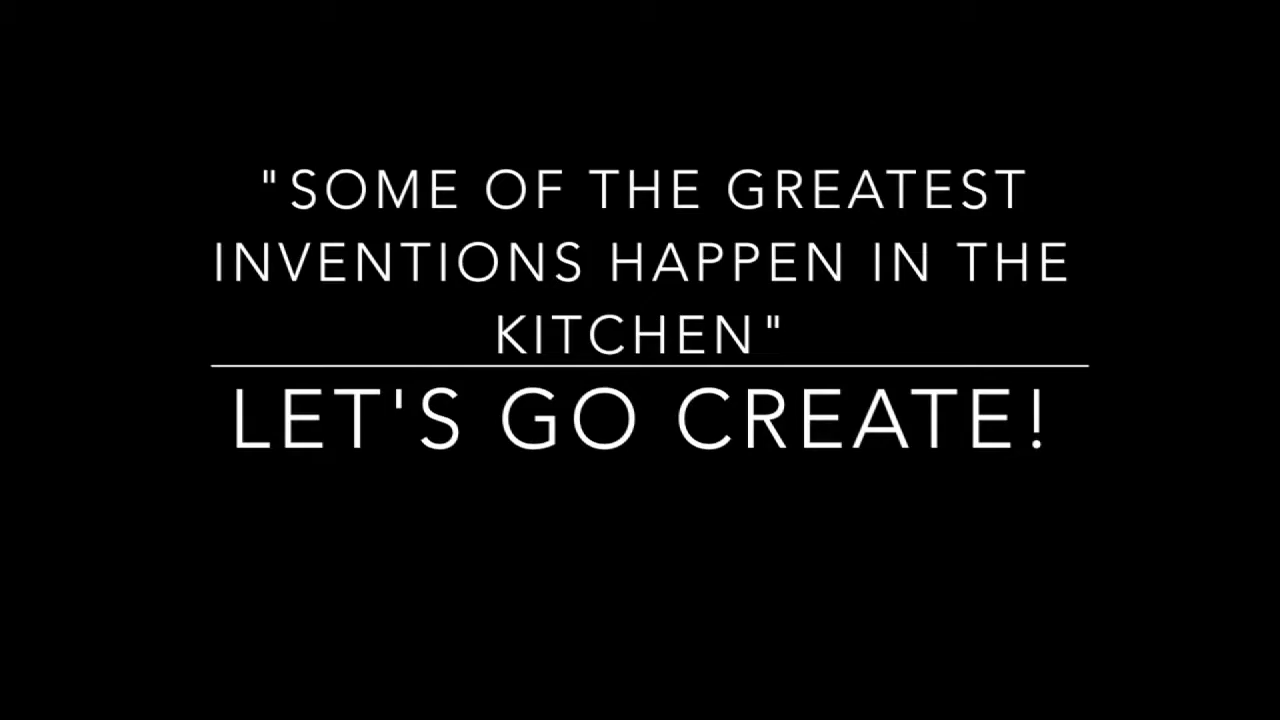 "SOME OF THE GREATEST
INVENTIONS HAPPEN IN THE
KITCHEN"
LET'S GO CREATE!